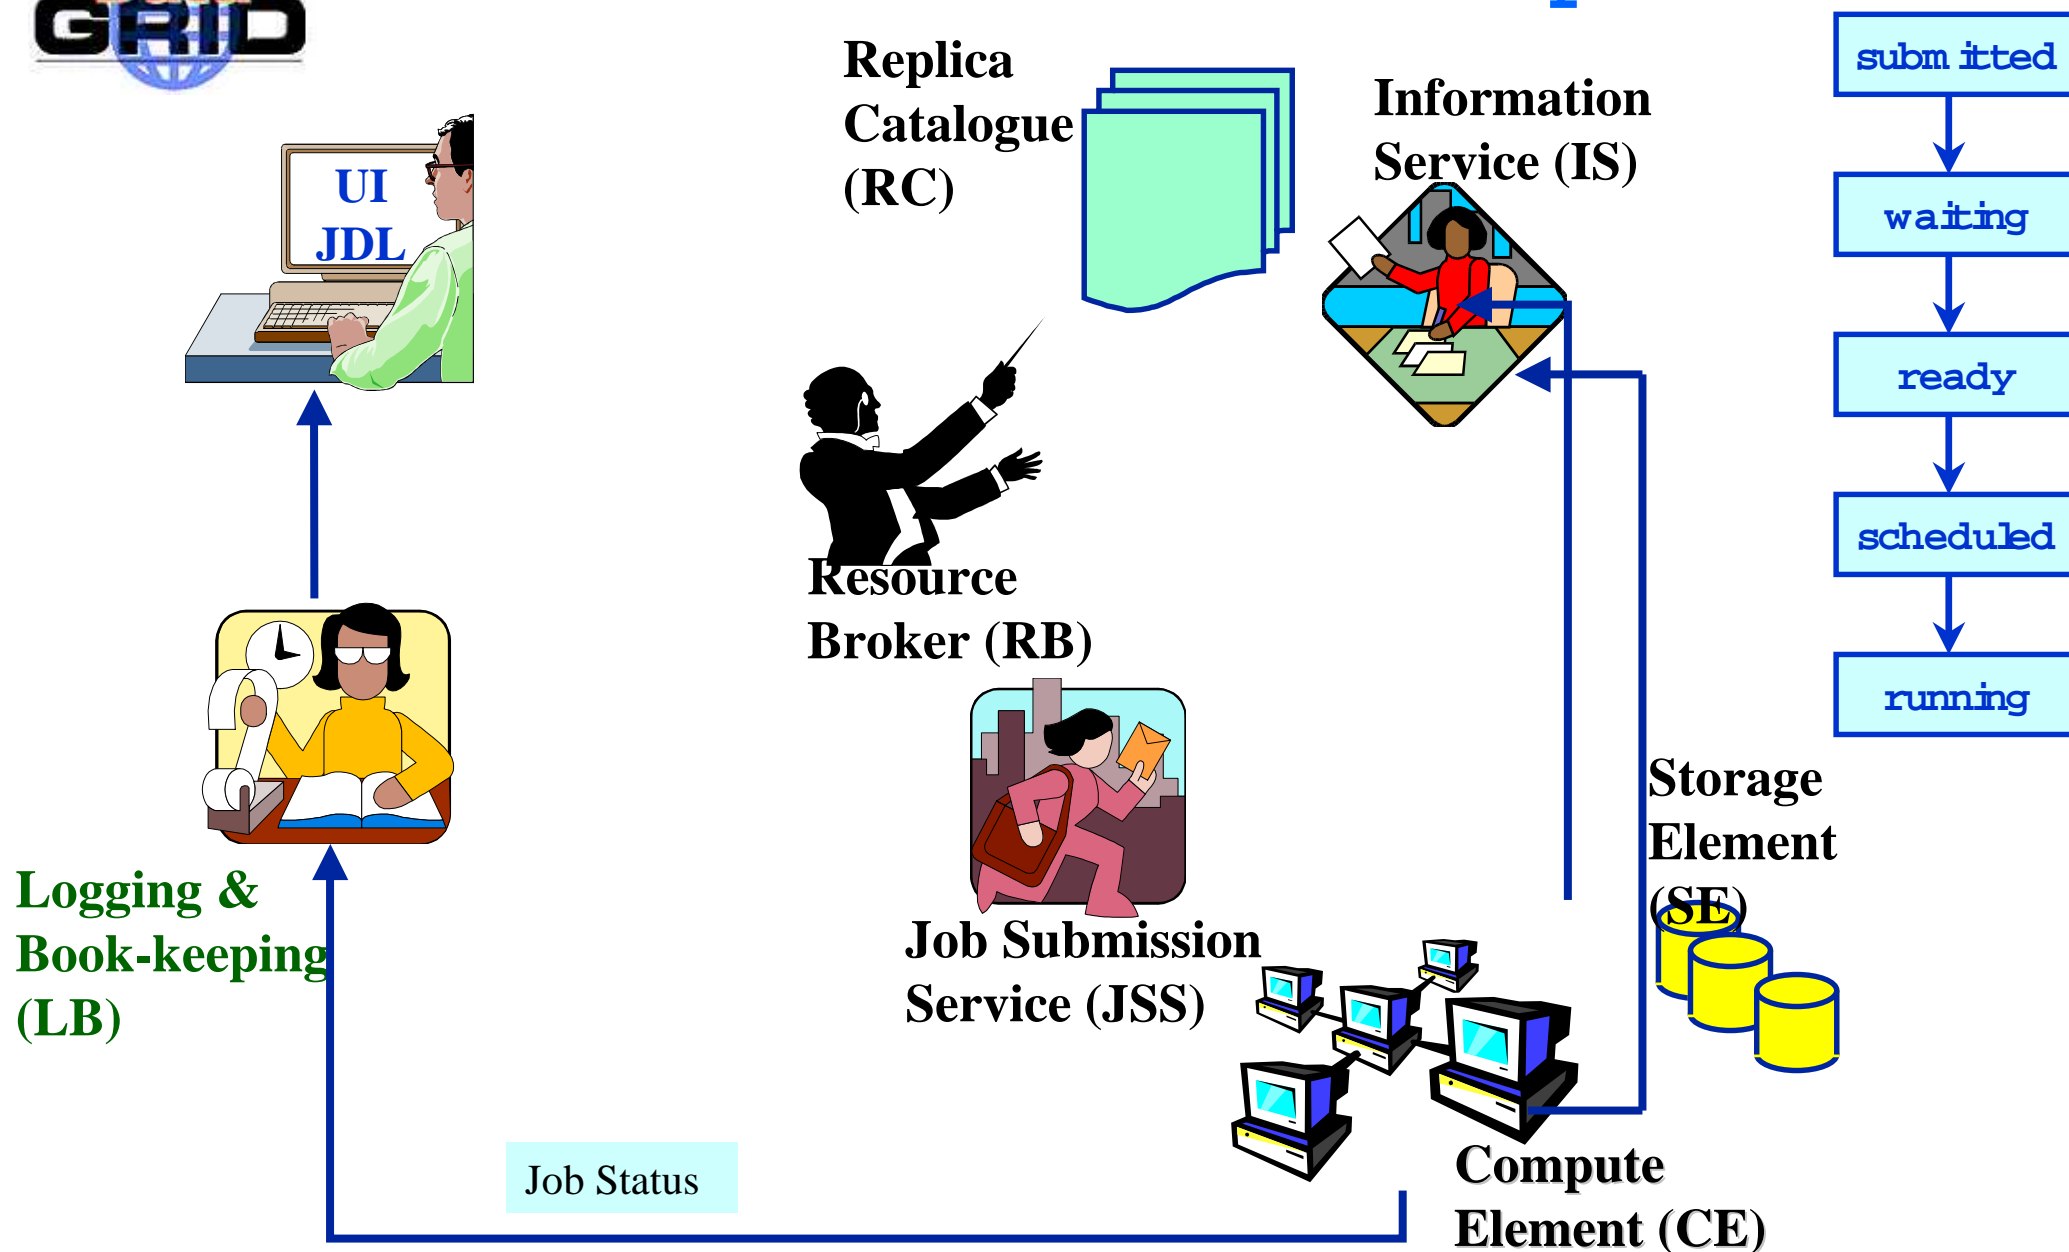 GRID
Replica
Catalogue
(RC)
Information
Service (IS)
submitted
waiting
ready
scheduled
running
UI
JDL
Resource
Broker (RB)
Storage
Element
(SE)
Logging &
Book-keeping
(LB)
Job Submission
Service (JSS)
Job Status
Compute
Element (CE)